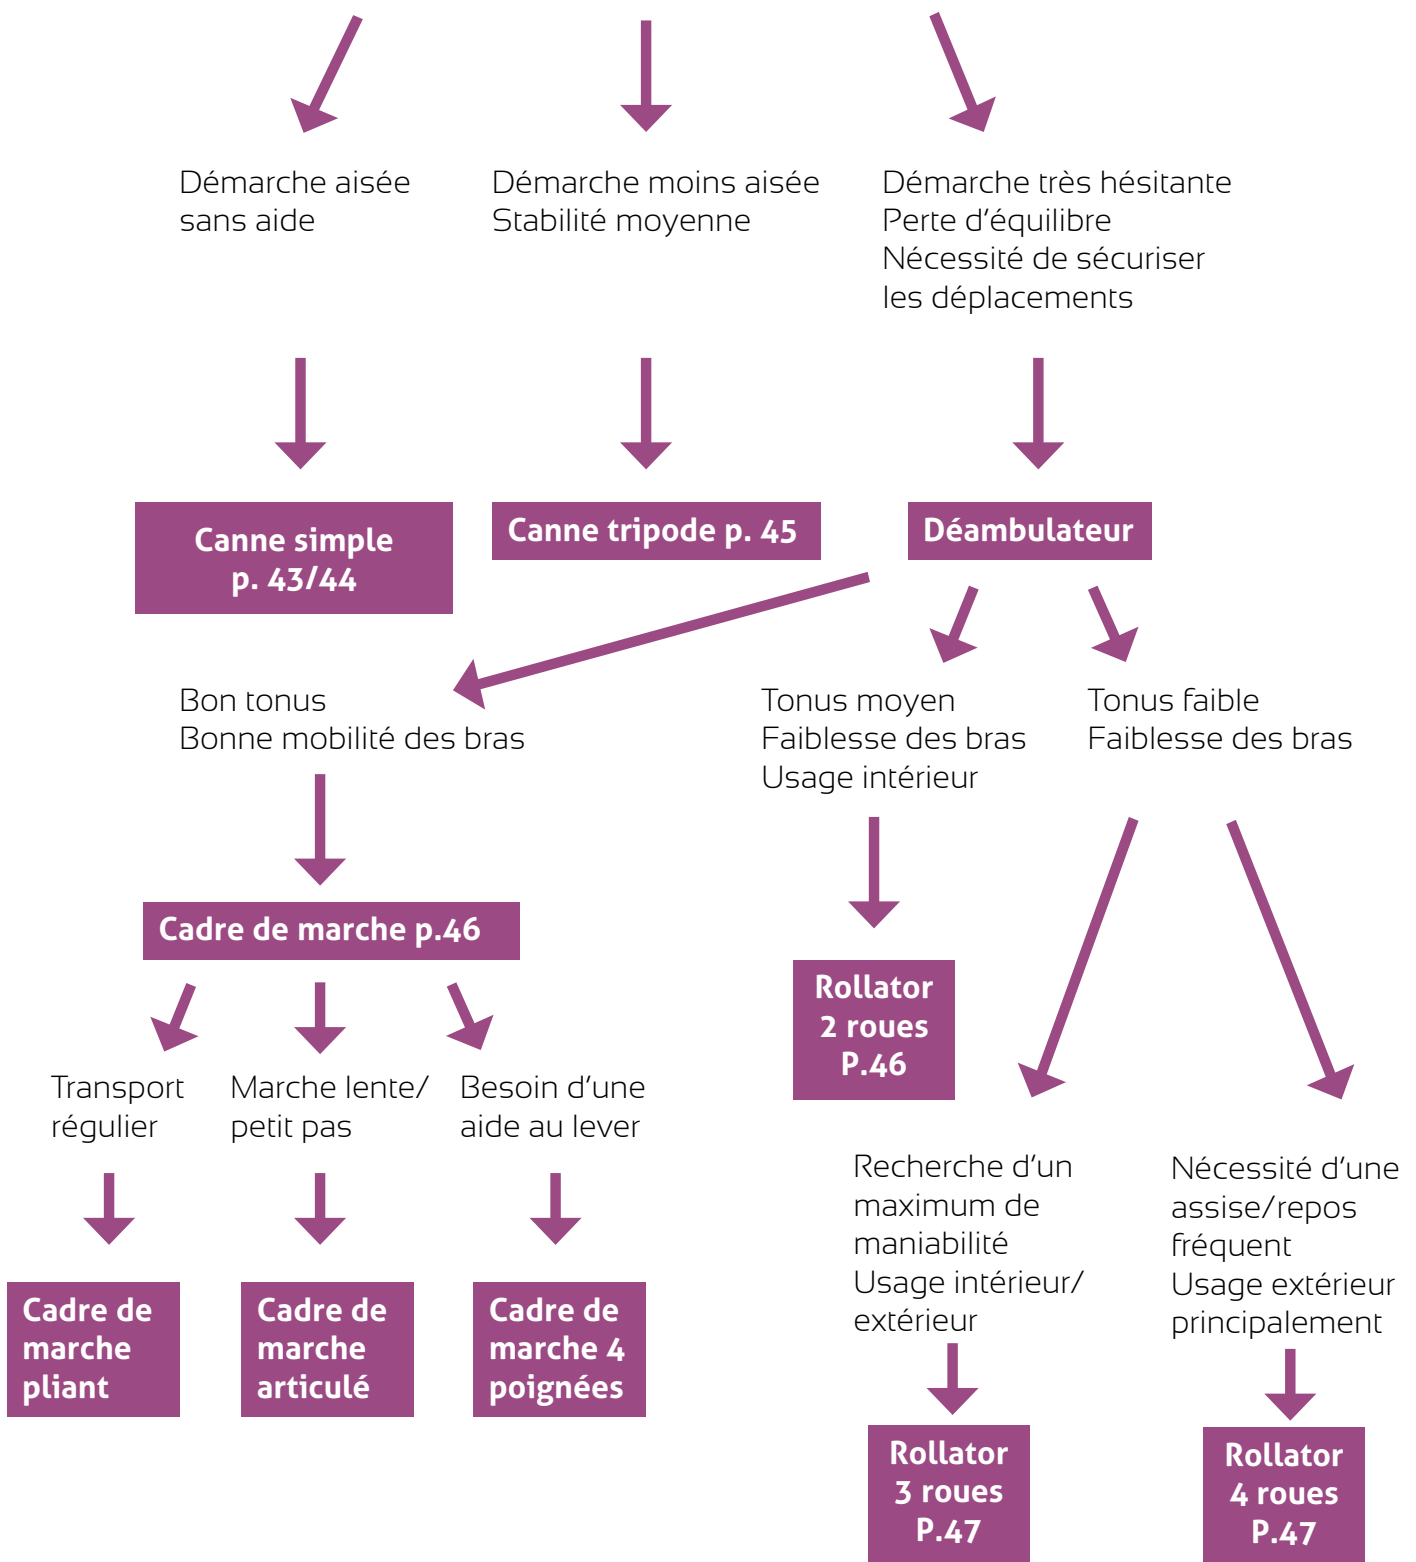 Démarche aisée
sans aide
Démarche moins aisée
Stabilité moyenne
Démarche très hésitante
Perte d'équilibre
Nécessité de sécuriser
les déplacements
Canne simple
p. 43/44
Canne tripode p. 45
Déambulateur
Bon tonus
Bonne mobilité des bras
Tonus moyen
Faiblesse des bras
Usage intérieur
Tonus faible
Faiblesse des bras
Cadre de marche p.46
Rollator
2 roues
P.46
Transport
régulier
Marche lente/
petit pas
Besoin d'une
aide au lever
Recherche d'un
maximum de
maniabilité
Usage intérieur/
extérieur
Nécessité d'une
assise/repos
fréquent
Usage extérieur
principalement
Cadre de
marche
pliant
Cadre de
marche
articulé
Cadre de
marche 4
poignées
Rollator
3 roues
P.47
Rollator
4 roues
P.47